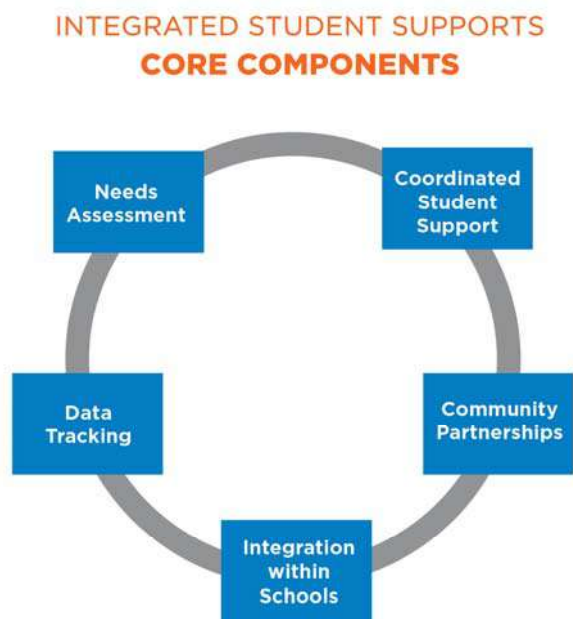 INTEGRATED STUDENT SUPPORTS
CORE COMPONENTS
Needs
Assessment
Coordinated
Student
Support
Data
Tracking
Community
Partnerships
Integration
within
Schools